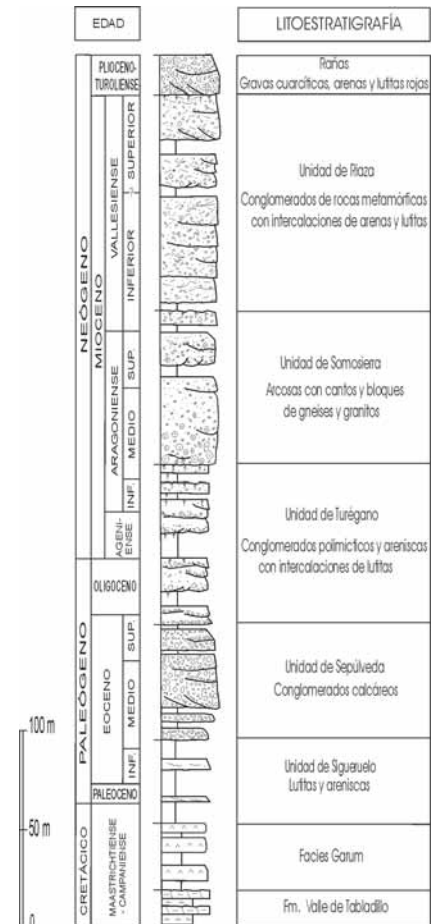 EDAD
LITOESTRATIGRAFÍA
PLIOCENO-
TUROLIENSE
Rañas
Gravas cuarcíticas, arenas y lutitas rojas
NEÓGENO
MIOCENO
VALLESIENSE
SUPERIOR
INFERIOR
Unidad de Riaza
Conglomerados de rocas metamórficas
con intercalaciones de arenas y lutitas
ARAGONIENSE
SUP.
MEDIO
INF.
Unidad de Somosierra
Arcosas con cantos y bloques
de gneises y granitos
AGENI-
ENSE
Unidad de Turégano
Conglomerados polimícticos y areniscas
con intercalaciones de lutitas
PALEÓGENO
OLIGOCENO
EOCENO
SUP.
MEDIO
INF.
Unidad de Sepúlveda
Conglomerados calcáreos
100 m
PALEOCENO
Unidad de Sigueruelo
Lutitas y areniscas
50 m
CRETÁCICO
MAASTRICHTIENSE
- CAMPANIENSE
Facies Garum
Fm. Valle de Tabladillo
0